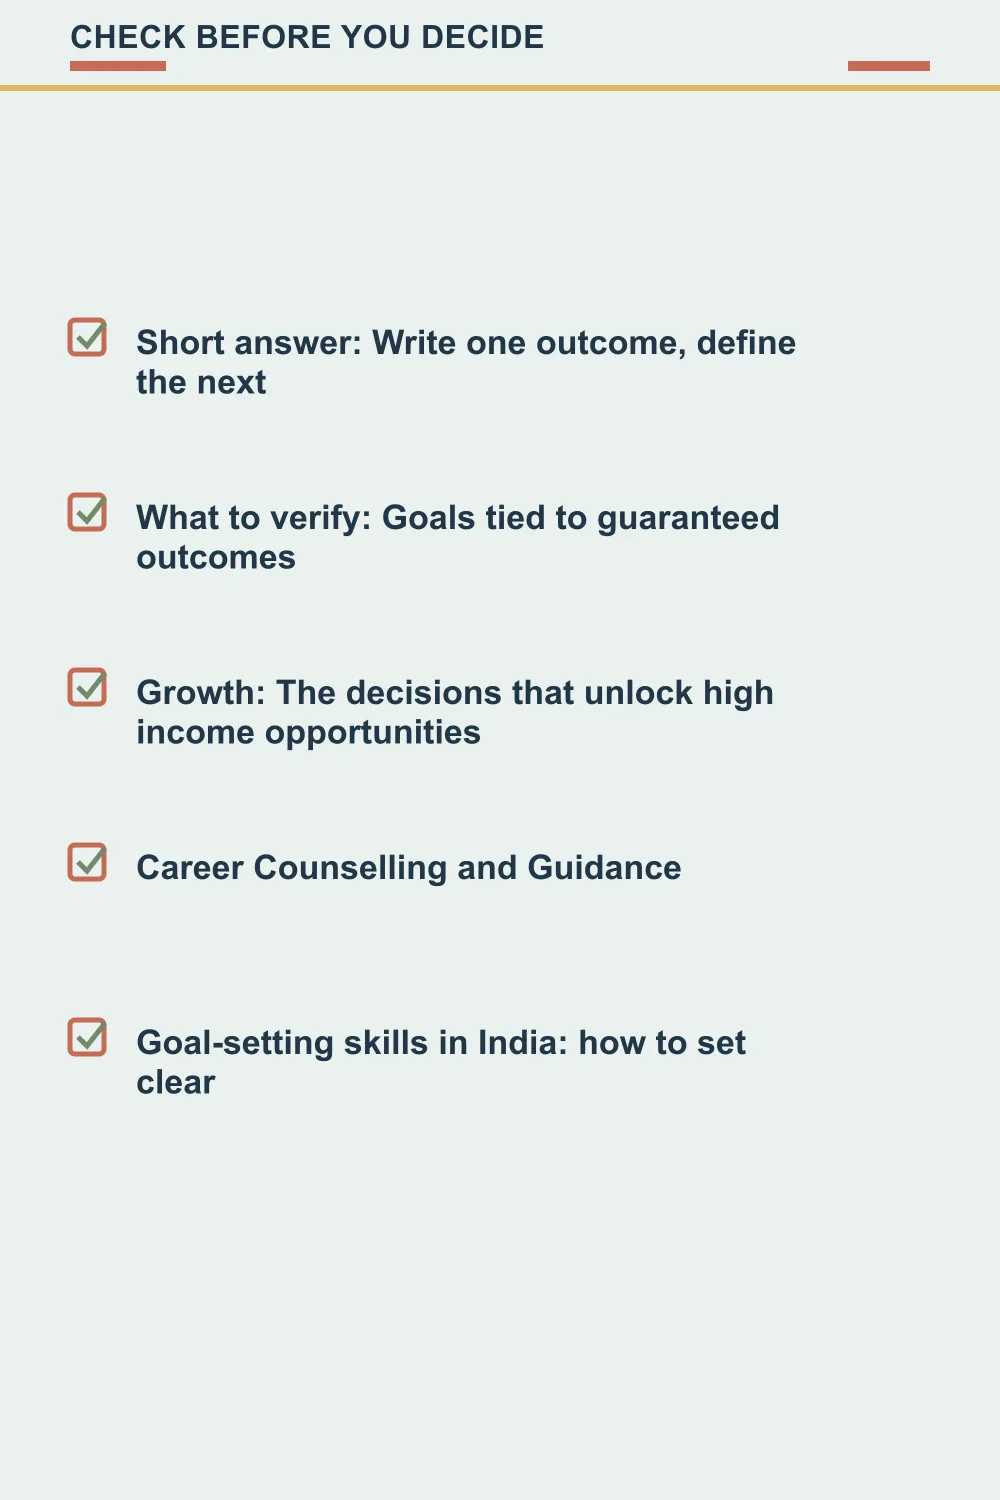 CHECK BEFORE YOU DECIDE
Short answer: Write one outcome, define
the next
What to verify: Goals tied to guaranteed
outcomes
Growth: The decisions that unlock high
income opportunities
Career Counselling and Guidance
Goal-setting skills in India: how to set
clear